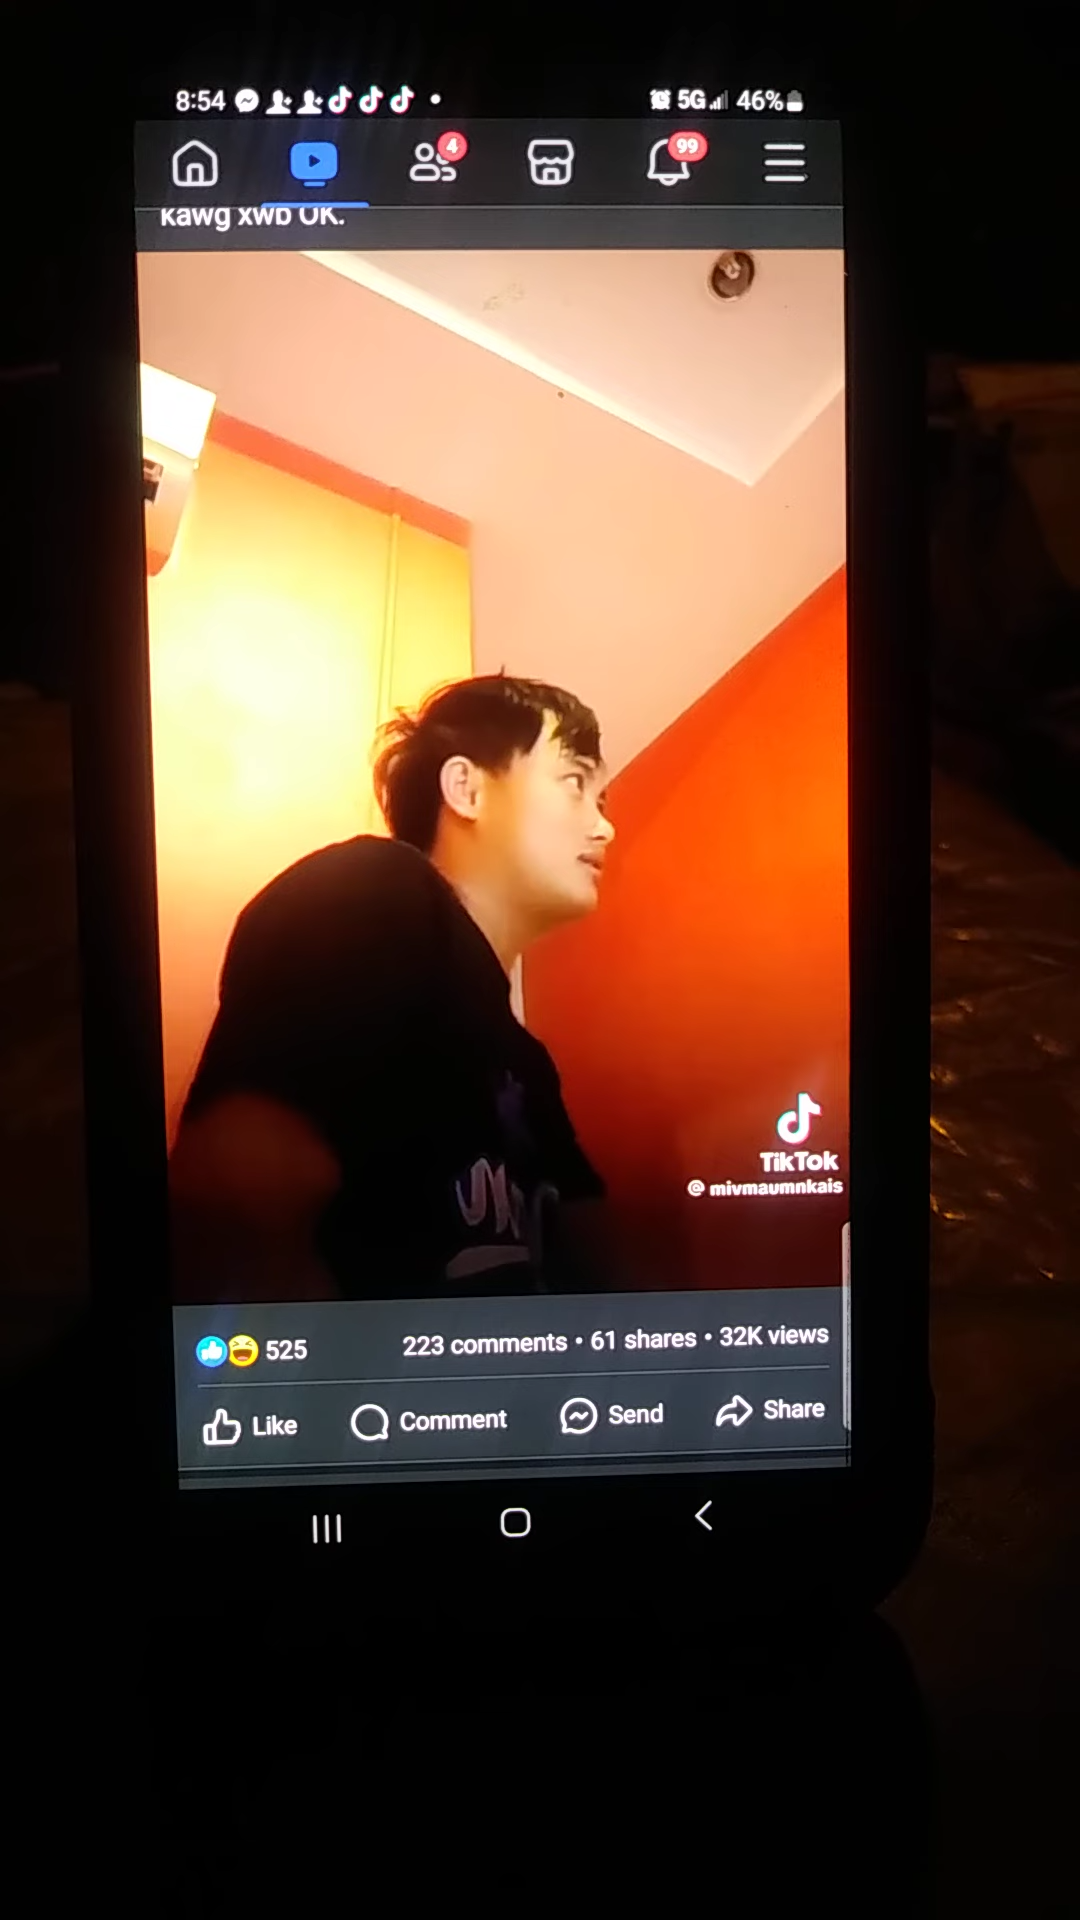 8:54
5G 46%
4
99
kawg xwb OK.
TikTok
@ mivmaumnkais
525
223 comments • 61 shares • 32K views
Like
Comment
Send
Share